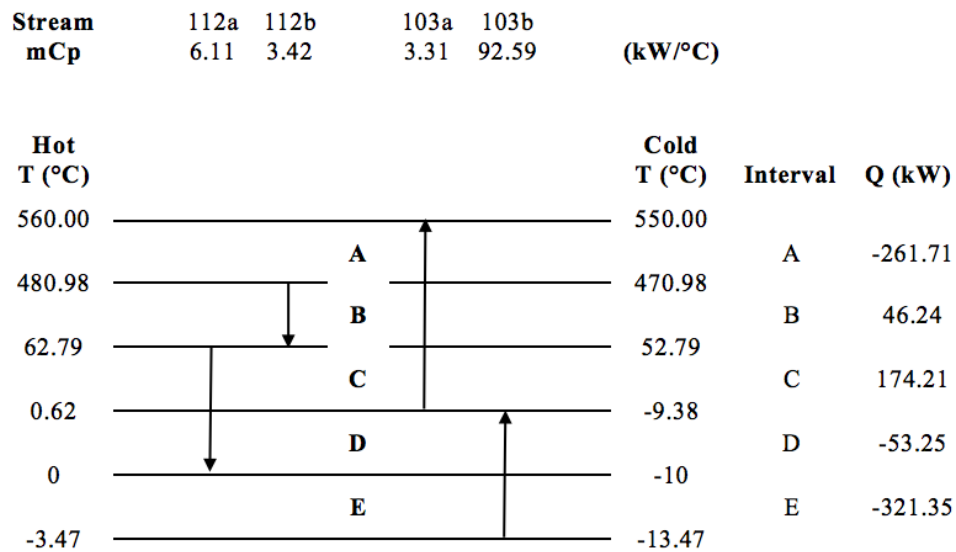 Stream 112a 112b 103a 103b
mCp 6.11 3.42 3.31 92.59 (kW/°C)
Hot Cold
T (°C) T (°C) Interval Q (kW)
560.00 550.00
A A -261.71
480.98 470.98
B B 46.24
62.79 52.79
C C 174.21
0.62 -9.38
D D -53.25
0 -10
E E -321.35
-3.47 -13.47